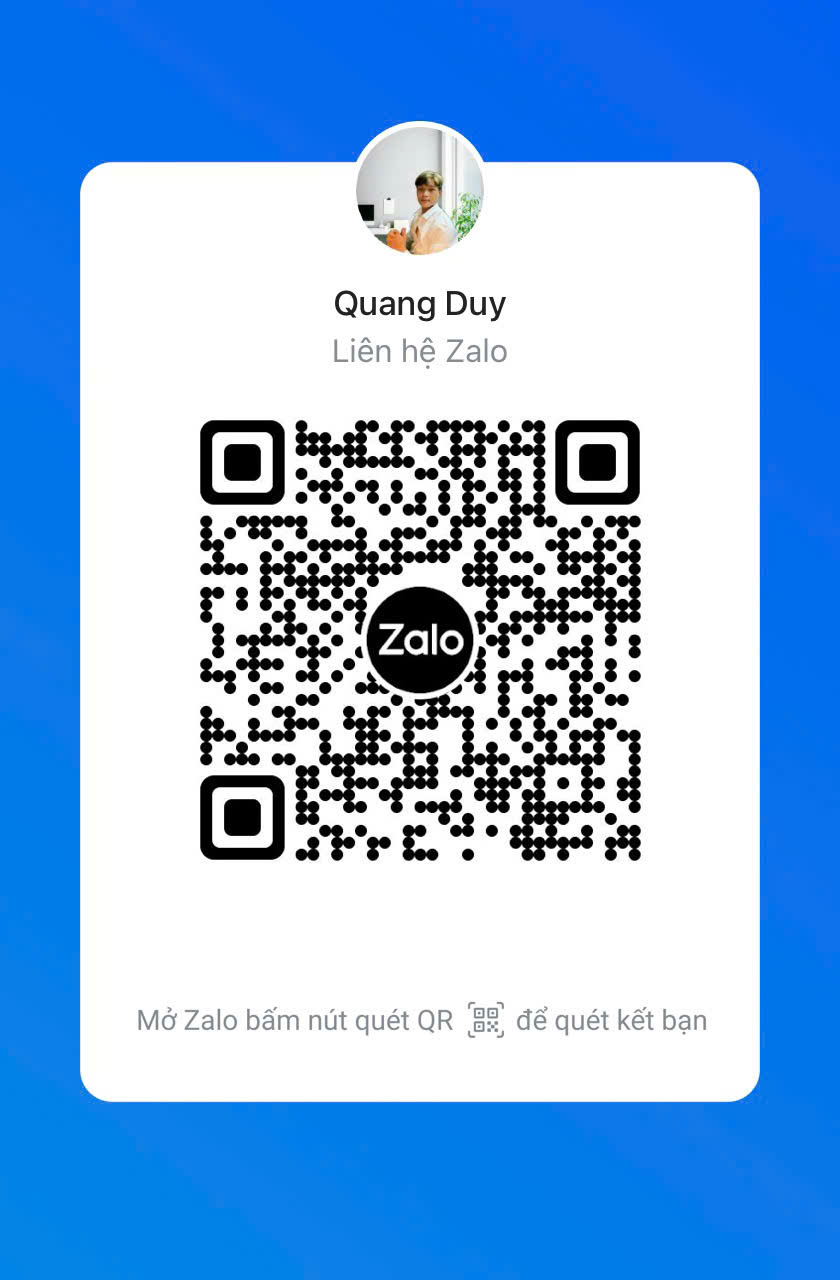 Quang Duy
Liên hệ Zalo
Zalo
Mở Zalo bấm nút quét QR để quét kết bạn